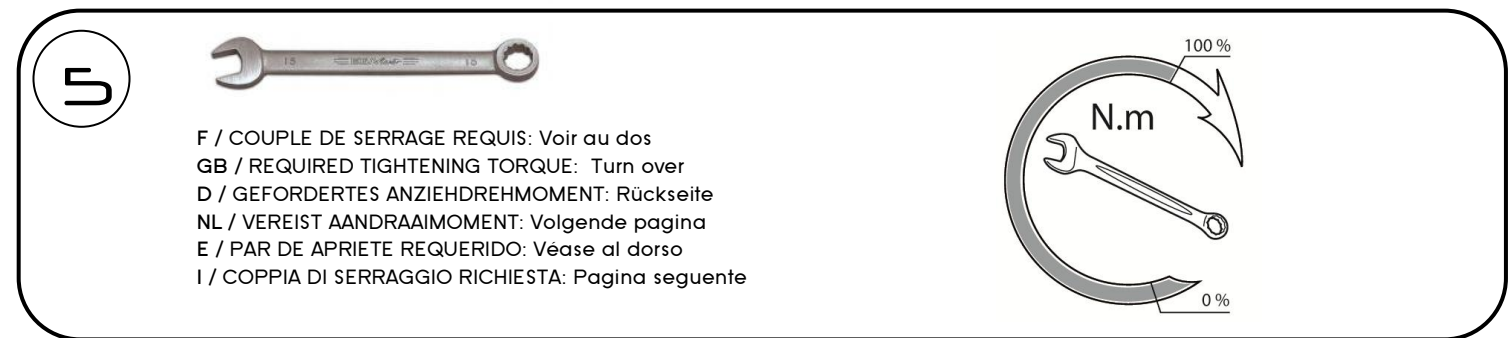 5
F / COUPLE DE SERRAGE REQUIS: Voir au dos
GB / REQUIRED TIGHTENING TORQUE: Turn over
D / GEFORDERTES ANZIEHDREHMOMENT: Rückseite
NL / VEREIST AANDRAAIMOMENT: Volgende pagina
E / PAR DE APRIETE REQUERIDO: Véase al dorso
I / COPPIA DI SERRAGGIO RICHIESTA: Pagina seguente
100 %
N.m
0 %